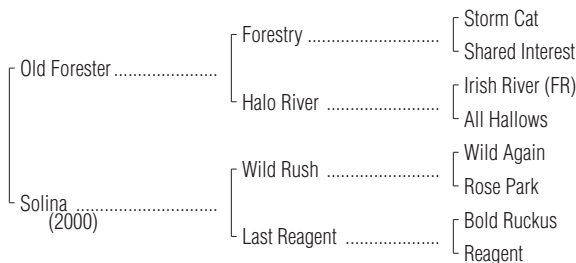 Storm Cat
Forestry ........................
Shared Interest
Old Forester .....................
Irish River (FR)
Halo River ......................
All Hallows
Wild Again
Wild Rush ......................
Rose Park
Solina .............................
(2000)
Bold Ruckus
Last Reagent ...................
Reagent